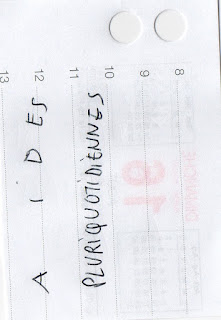 13
12
A I D E S
11
PLURIQUOTIDIENNES
10
9
8
DIMANCHE